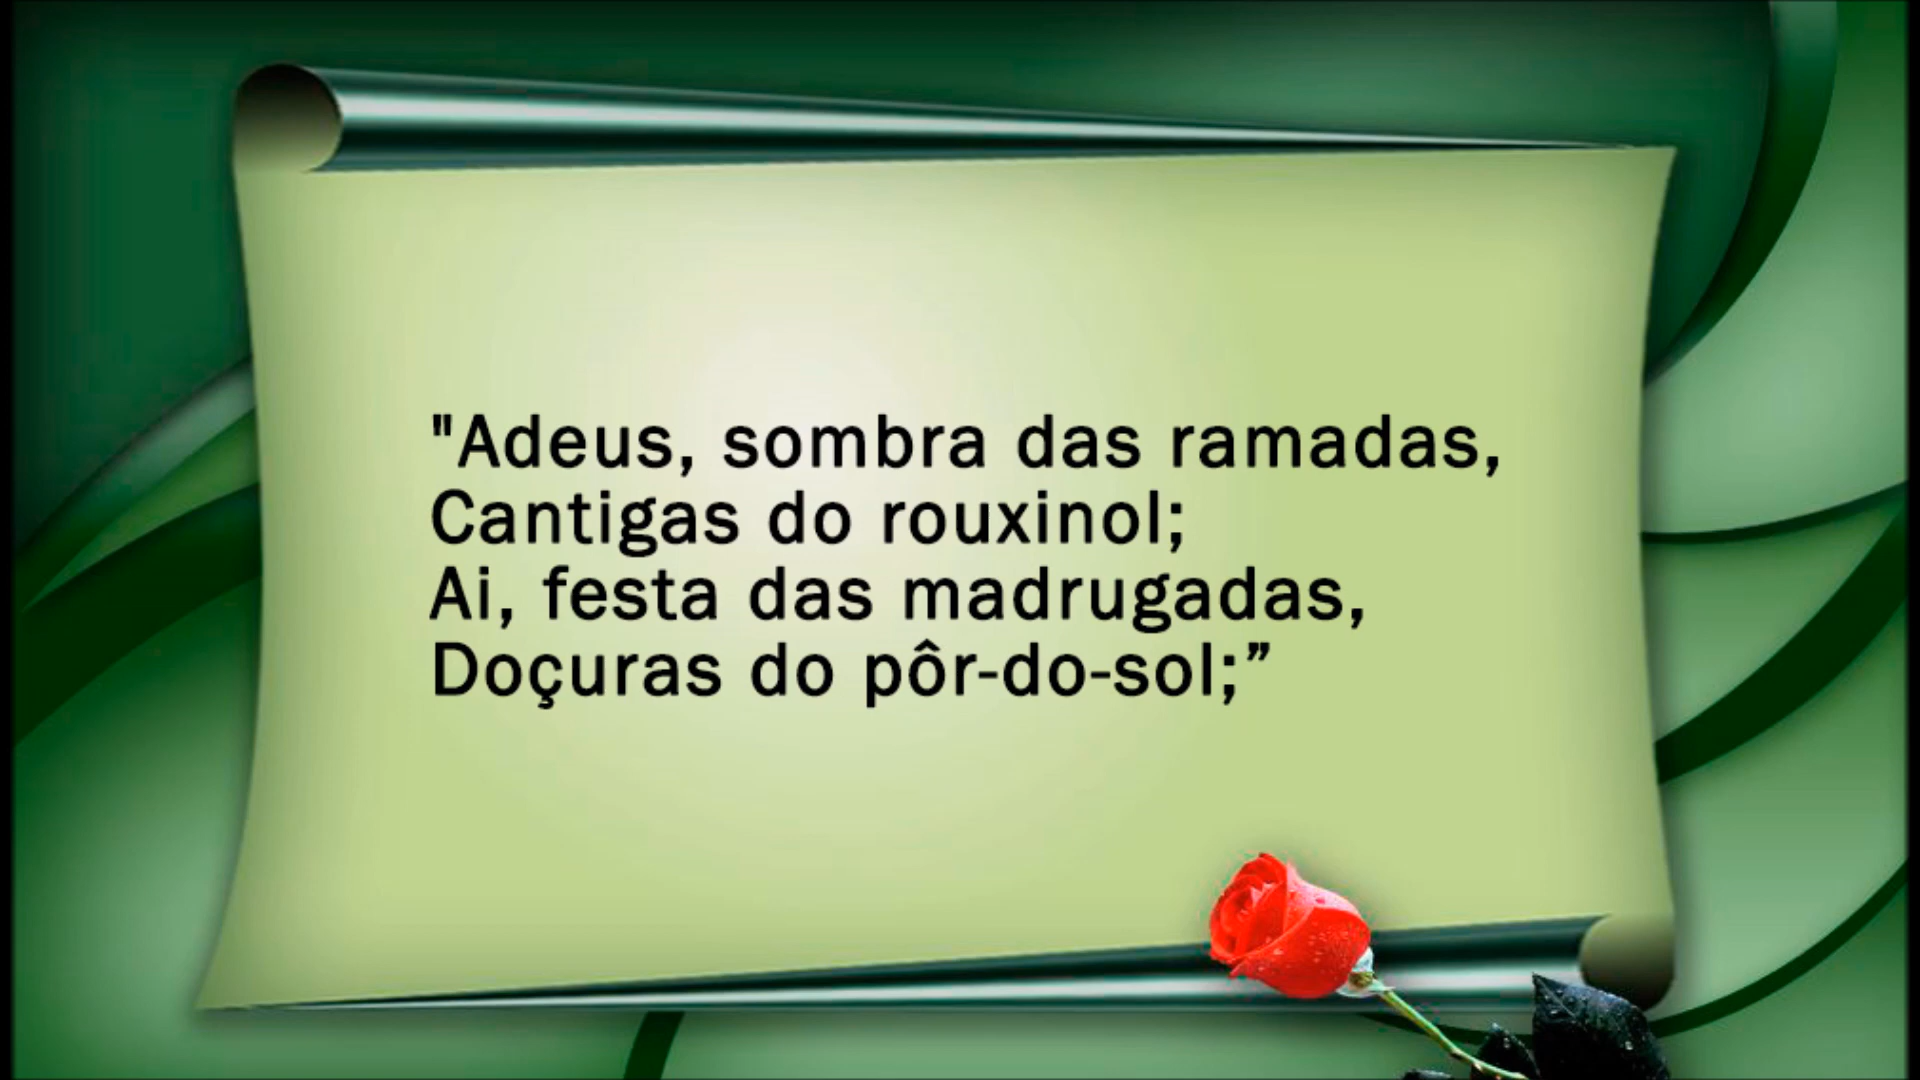 "Adeus, sombra das ramadas,
Cantigas do rouxinol;
Ai, festa das madrugadas,
Doçuras do pôr-do-sol;”